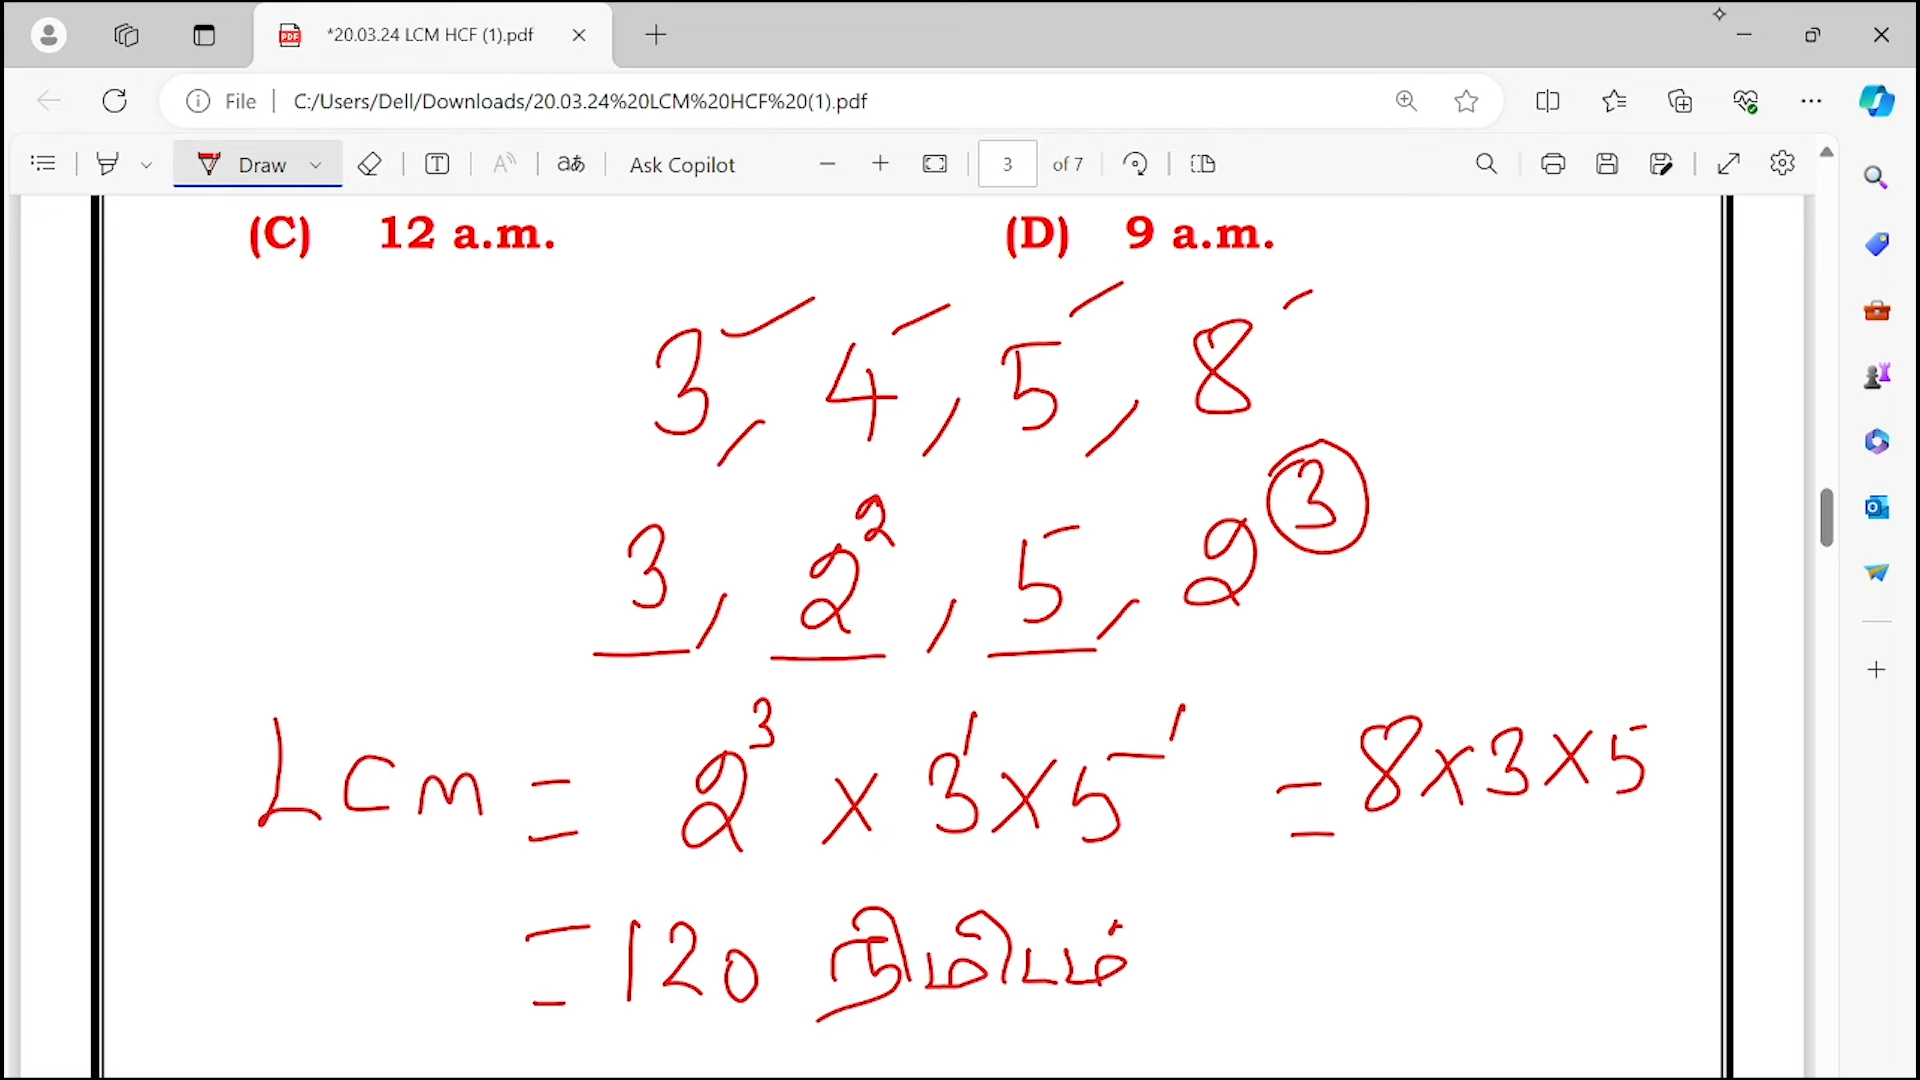 *20.03.24 LCM HCF (1).pdf
File C:/Users/Dell/Downloads/20.03.24%20LCM%20HCF%20(1).pdf
Draw Ask Copilot 3 of 7
(C) 12 a.m. (D) 9 a.m.
3, 4, 5, 8
3, 2², 5, 2³
Lcm = 2³ × 3¹ × 5¹ = 8×3×5
= 120 நிமிடம்